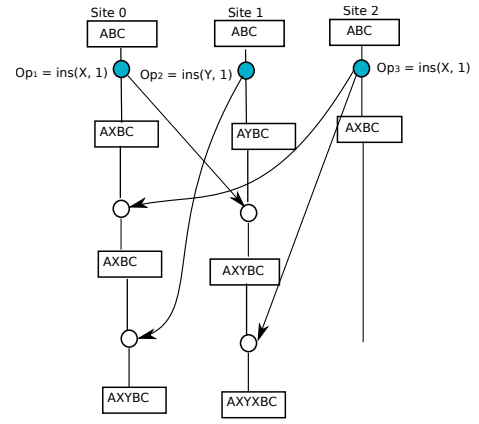 Site 0 Site 1 Site 2
ABC ABC ABC
Op₁ = ins(X, 1) Op₂ = ins(Y, 1) Op₃ = ins(X, 1)
AXBC AYBC AXBC
AXBC AXYBC
AXYBC AXYXBC